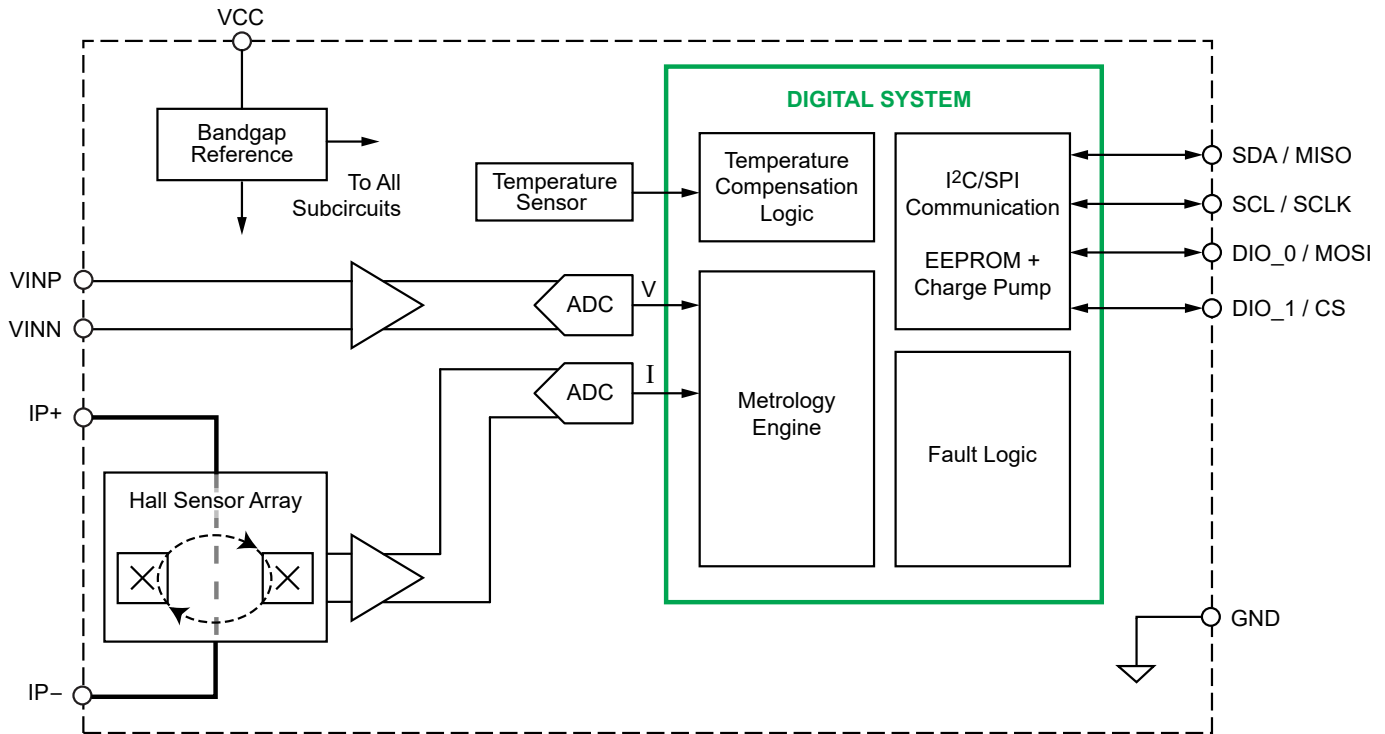 VCC
DIGITAL SYSTEM
Bandgap
Reference
To All
Subcircuits
Temperature
Sensor
Temperature
Compensation
Logic
I²C/SPI
Communication
EEPROM +
Charge Pump
SDA / MISO
SCL / SCLK
DIO_0 / MOSI
DIO_1 / CS
VINP
VINN
ADC
V
ADC
I
Metrology
Engine
Fault Logic
IP+
Hall Sensor Array
IP–
GND